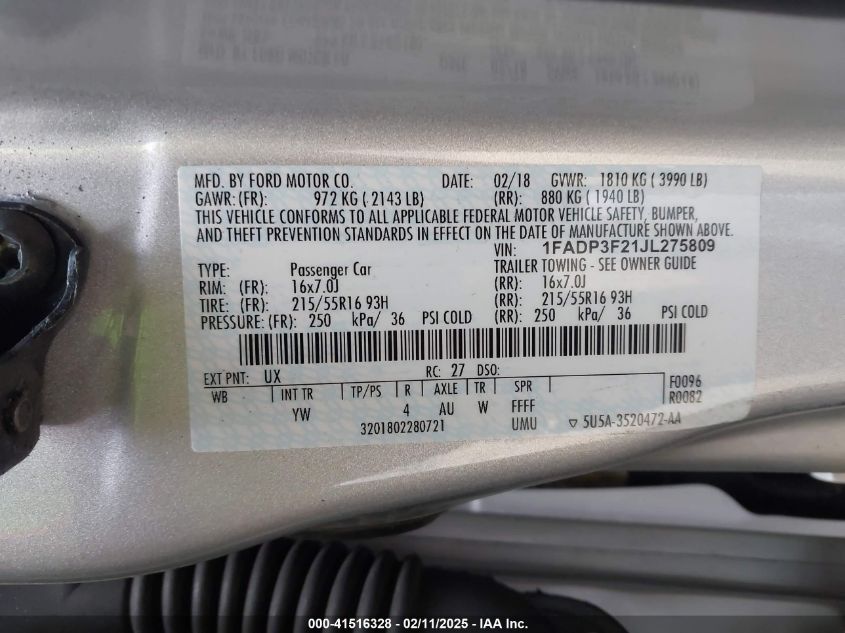 MFD. BY FORD MOTOR CO. DATE: 02/18 GVWR: 1810 KG ( 3990 LB)
GAWR: (FR): 972 KG ( 2143 LB) (RR): 880 KG ( 1940 LB)
THIS VEHICLE CONFORMS TO ALL APPLICABLE FEDERAL MOTOR VEHICLE SAFETY, BUMPER,
AND THEFT PREVENTION STANDARDS IN EFFECT ON THE DATE OF MANUFACTURE SHOWN ABOVE.
VIN: 1FADP3F21JL275809
TYPE: Passenger Car TRAILER TOWING - SEE OWNER GUIDE
RIM: (FR): 16x7.0J (RR): 16x7.0J
TIRE: (FR): 215/55R16 93H (RR): 215/55R16 93H
PRESSURE: (FR): 250 kPa/ 36 PSI COLD (RR): 250 kPa/ 36 PSI COLD
EXT PNT: UX RC: 27 DSO:
WB INT TR TP/PS R AXLE TR SPR F0096
YW 4 AU W FFFF R0082
3201802280721 UMU ▽ 5U5A-3520472-AA
000-41516328 - 02/11/2025 - IAA Inc.